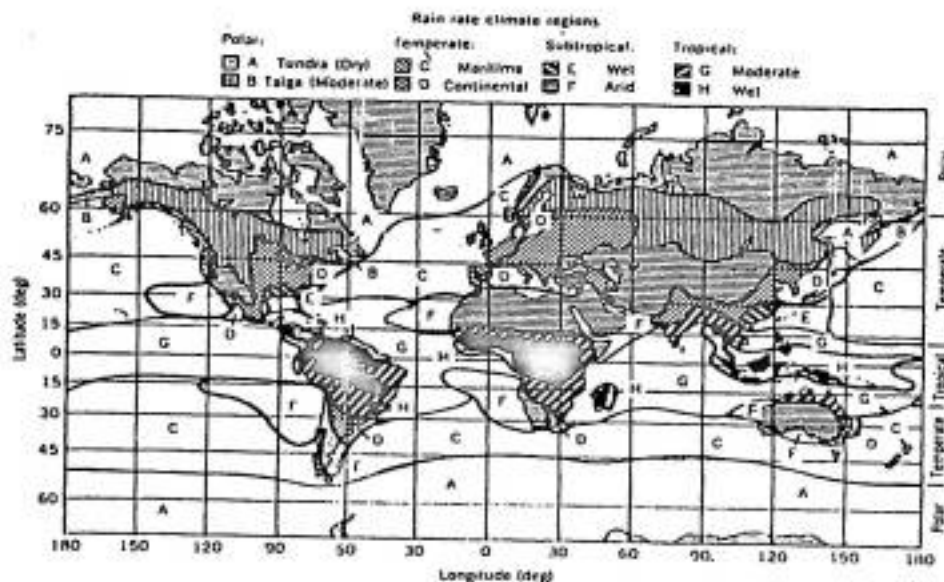 Rain rate climate regions
Polar: Temperate: Subtropical: Tropical:
A Tundra (Dry) C Maritime E Wet G Moderate
B Taiga (Moderate) D Continental F Arid H Wet
75
60
45
30
15
0
15
30
45
60
Latitude (deg)
A A A
C
D
B A B
C D B C D D C
F E F F E
D H G
G G H H
H G
F H F G
C F C C D
D D F
F
A A
A
Temperate
Tropical
Temperate
Polar
180 150 120 90 50 30 0 30 60 90 120 150 180
Longitude (deg)